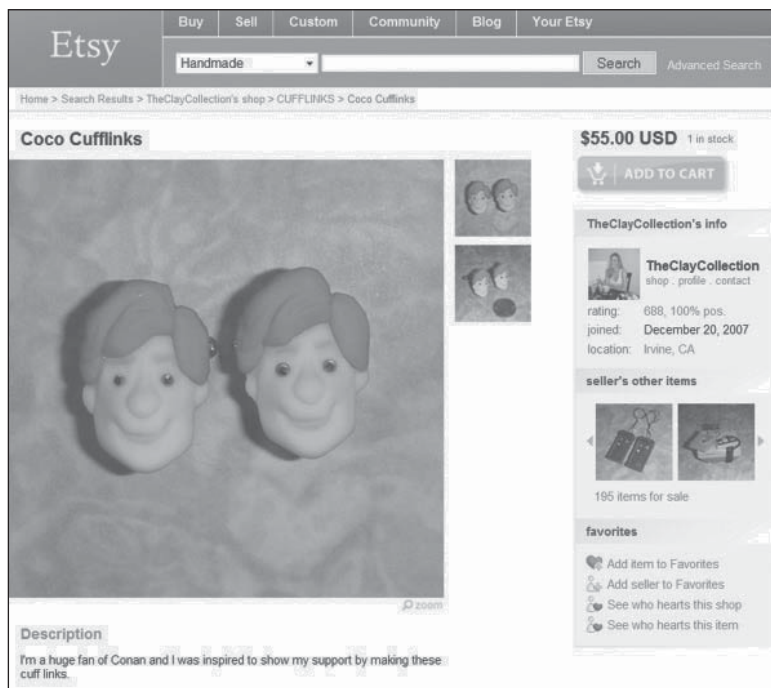 Etsy
Buy Sell Custom Community Blog Your Etsy
Handmade Search Advanced Search
Home > Search Results > TheClayCollection's shop > CUFFLINKS > Coco Cufflinks
Coco Cufflinks
zoom
Description
I'm a huge fan of Conan and I was inspired to show my support by making these
cuff links.
$55.00 USD 1 in stock
ADD TO CART
TheClayCollection's info
TheClayCollection
shop . profile . contact
rating: 688, 100% pos.
joined: December 20, 2007
location: Irvine, CA
seller's other items
195 items for sale
favorites
Add item to Favorites
Add seller to Favorites
See who hearts this shop
See who hearts this item